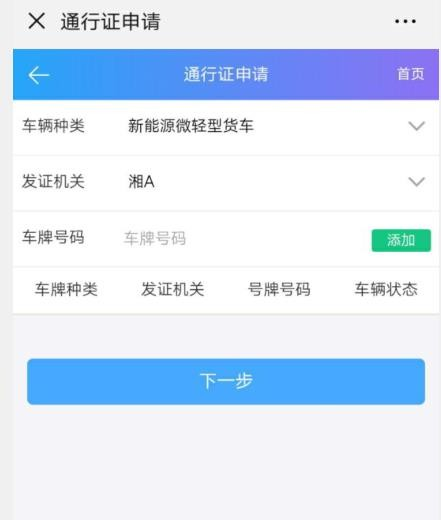 通行证申请
通行证申请 首页
车辆种类 新能源微轻型货车
发证机关 湘A
车牌号码 车牌号码 添加
车牌种类 发证机关 号牌号码 车辆状态
下一步